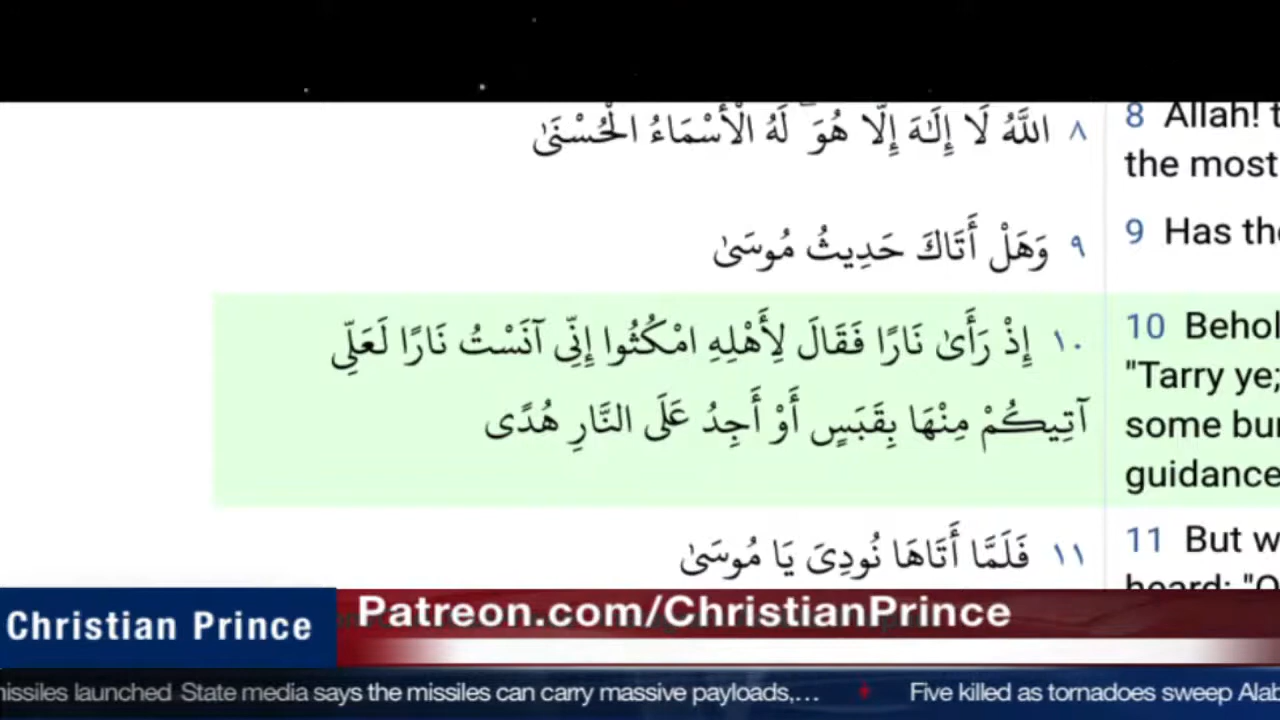 ٨ اللَّهُ لَا إِلَٰهَ إِلَّا هُوَ ۖ لَهُ الْأَسْمَاءُ الْحُسْنَىٰ
8 Allah! t
the most
٩ وَهَلْ أَتَاكَ حَدِيثُ مُوسَىٰ
9 Has the
١٠ إِذْ رَأَىٰ نَارًا فَقَالَ لِأَهْلِهِ امْكُثُوا إِنِّي آنَسْتُ نَارًا لَعَلِّي
آتِيكُمْ مِنْهَا بِقَبَسٍ أَوْ أَجِدُ عَلَى النَّارِ هُدًى
10 Behol
"Tarry ye;
some bur
guidance
١١ فَلَمَّا أَتَاهَا نُودِيَ يَا مُوسَىٰ
11 But w
heard: "O
Christian Prince
Patreon.com/ChristianPrince
missiles launched State media says the missiles can carry massive payloads,... Five killed as tornadoes sweep Alab